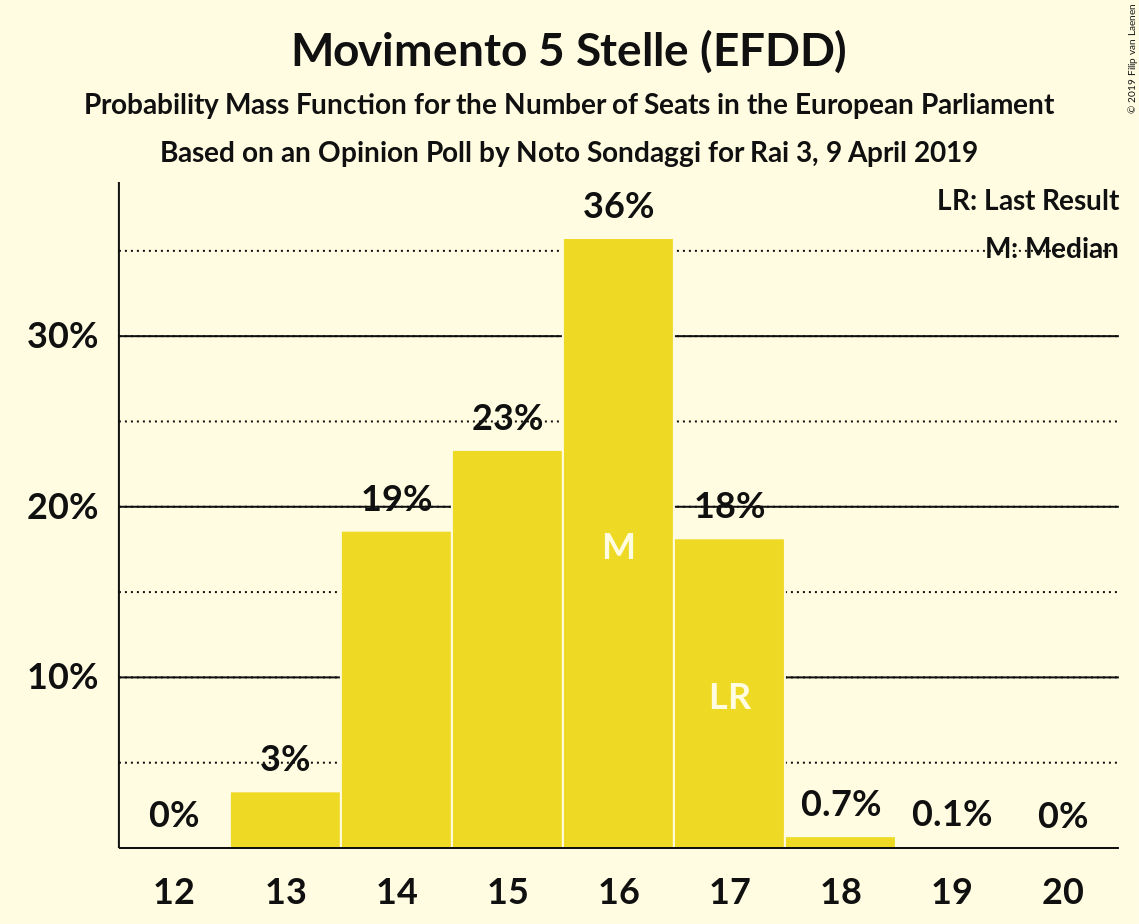 Movimento 5 Stelle (EFDD)
Probability Mass Function for the Number of Seats in the European Parliament
Based on an Opinion Poll by Noto Sondaggi for Rai 3, 9 April 2019
© 2019 Filip van Laenen
LR: Last Result
M: Median
36%
30%
23%
20%
19%
18%
M
10%
LR
3%
0%
0.7%
0.1%
0%
12 13 14 15 16 17 18 19 20